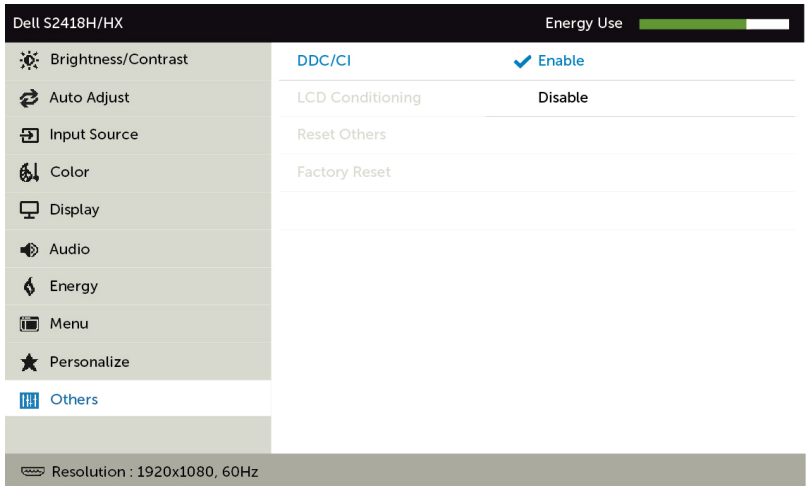 Dell S2418H/HX Energy Use
Brightness/Contrast DDC/CI Enable
Auto Adjust LCD Conditioning Disable
Input Source Reset Others
Color Factory Reset
Display
Audio
Energy
Menu
Personalize
Others
Resolution : 1920x1080, 60Hz